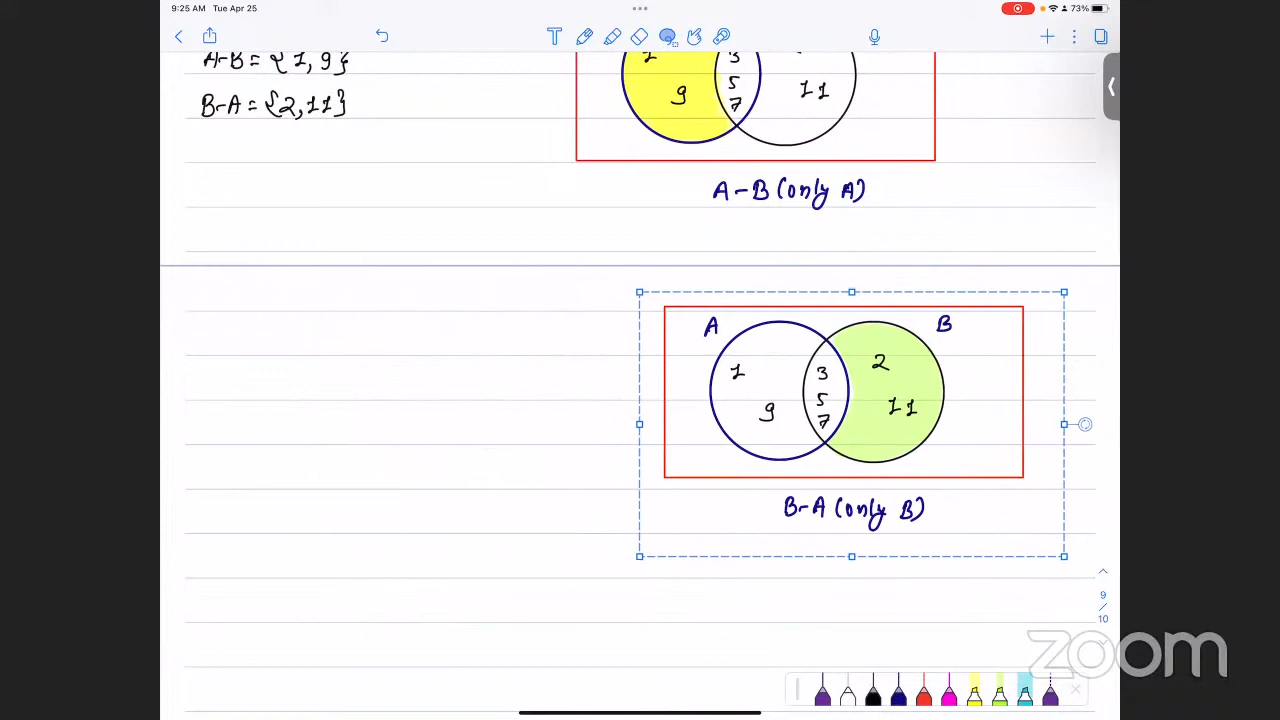 9:25 AM Tue Apr 25
73%
A-B = {1, 9}
B-A = {2, 11}
1
9
3
5
7
11
A-B (only A)
A
B
1
9
3
5
7
2
11
B-A (only B)
9
/
10
zoom